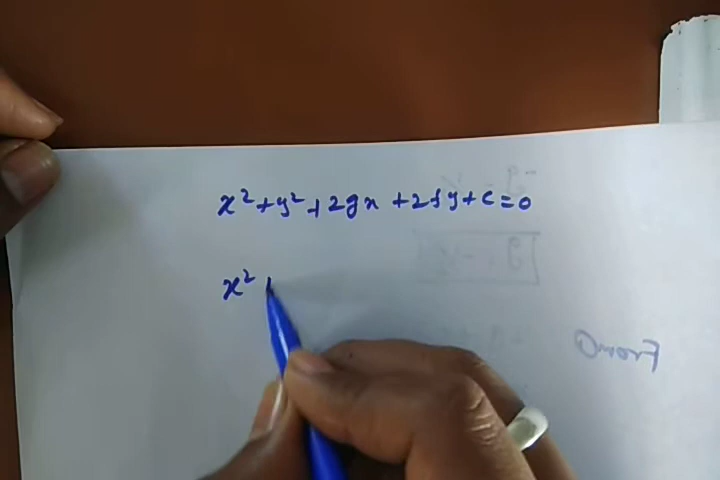 x² + y² + 2gx + 2fy + c = 0
x²